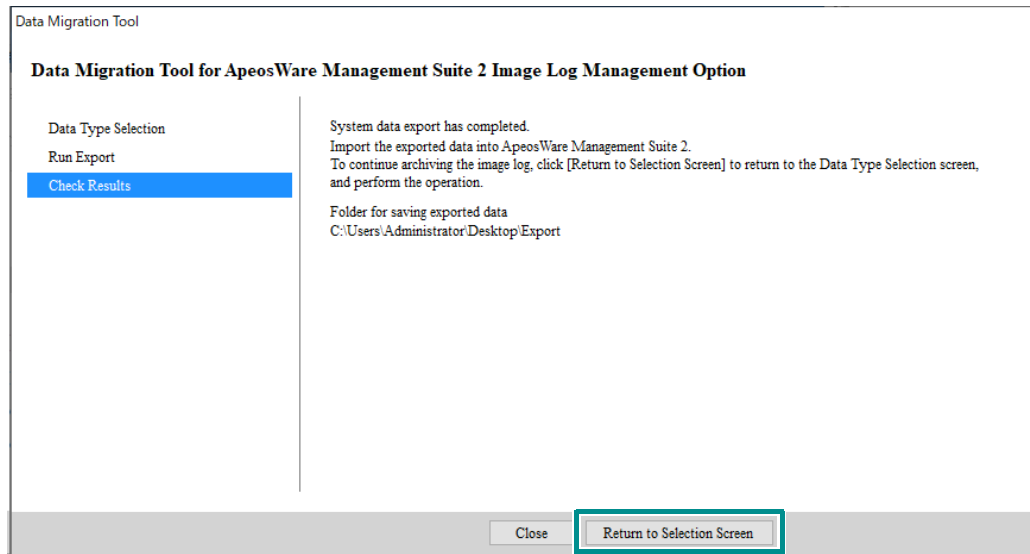 Data Migration Tool
Data Migration Tool for ApeosWare Management Suite 2 Image Log Management Option
Data Type Selection
Run Export
Check Results
System data export has completed.
Import the exported data into ApeosWare Management Suite 2.
To continue archiving the image log, click [Return to Selection Screen] to return to the Data Type Selection screen,
and perform the operation.
Folder for saving exported data
C:\Users\Administrator\Desktop\Export
Close
Return to Selection Screen